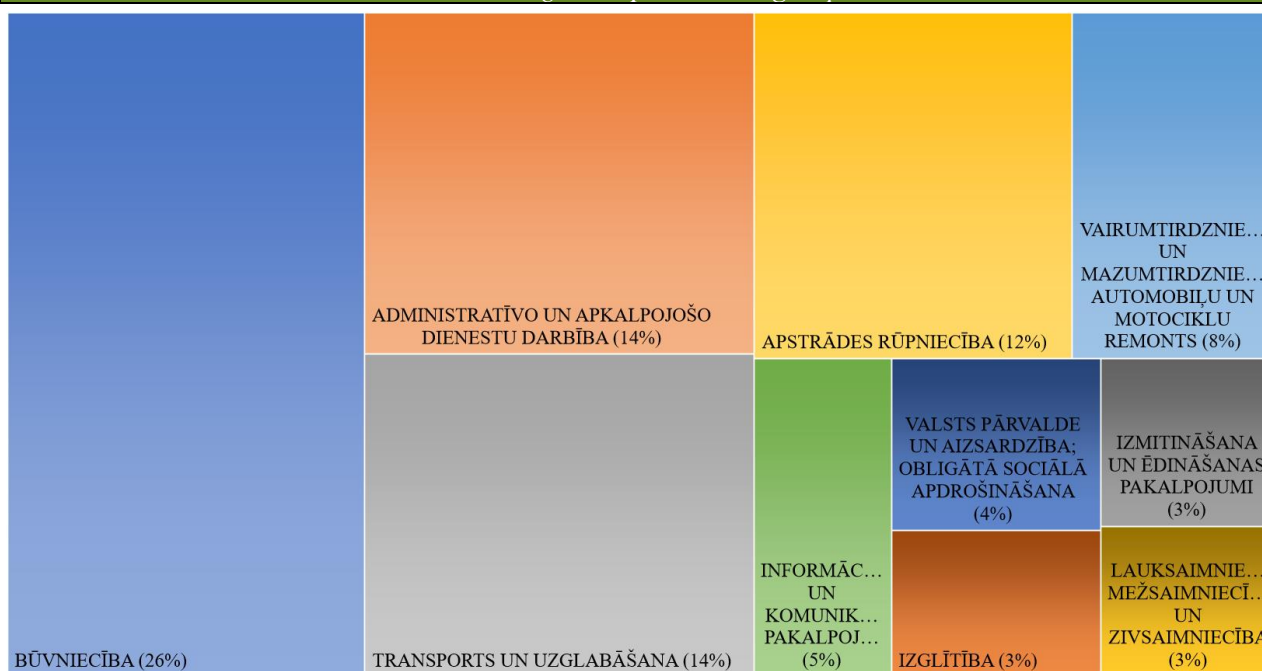 VAIRUMTIRDZNIE…
UN
MAZUMTIRDZNIE…
AUTOMOBIĻU UN
MOTOCIKLU
REMONTS (8%)
ADMINISTRATĪVO UN APKALPOJOŠO
DIENESTU DARBĪBA (14%)
APSTRĀDES RŪPNIECĪBA (12%)
VALSTS PĀRVALDE
UN AIZSARDZĪBA;
OBLIGĀTĀ SOCIĀLĀ
APDROŠINĀŠANA
(4%)
IZMITINĀŠANA
UN ĒDINĀŠANAS
PAKALPOJUMI
(3%)
INFORMĀC…
UN
KOMUNIK…
PAKALPOJ…
(5%)
LAUKSAIMNIE…
MEŽSAIMNIECĪ…
UN
ZIVSAIMNIECĪBA
(3%)
BŪVNIECĪBA (26%)
TRANSPORTS UN UZGLABĀŠANA (14%)
IZGLĪTĪBA (3%)